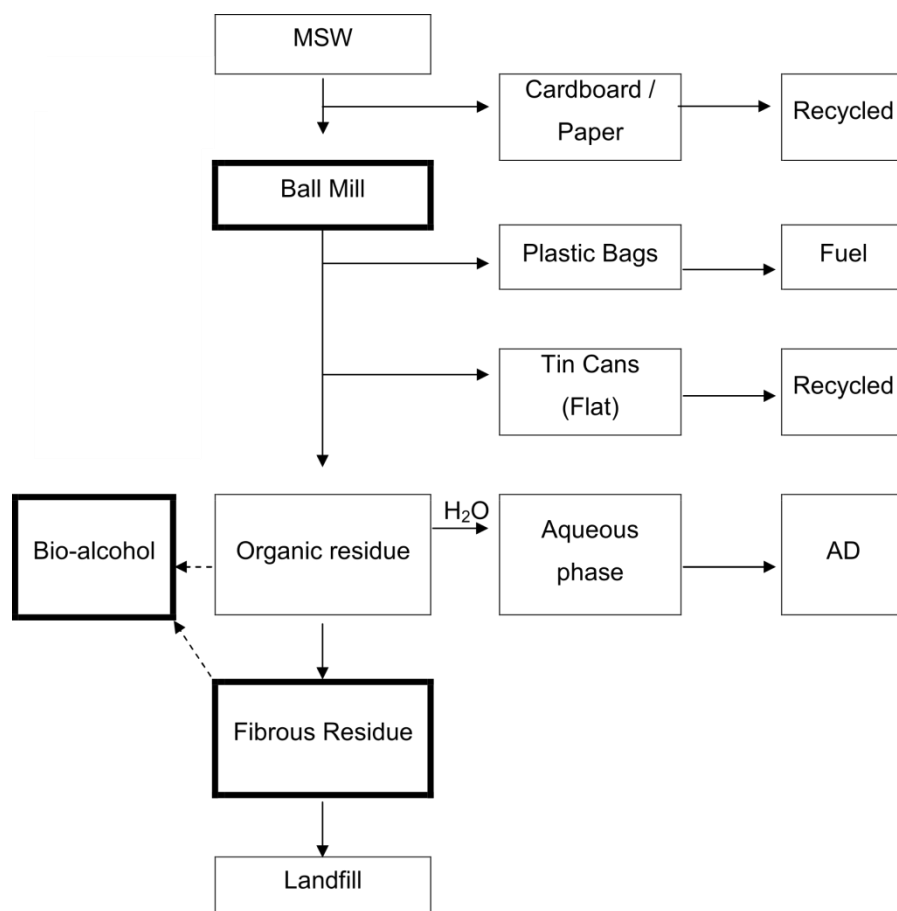 MSW
Cardboard /
Paper
Recycled
Ball Mill
Plastic Bags
Fuel
Tin Cans
(Flat)
Recycled
Bio-alcohol
Organic residue
H₂O
Aqueous
phase
AD
Fibrous Residue
Landfill